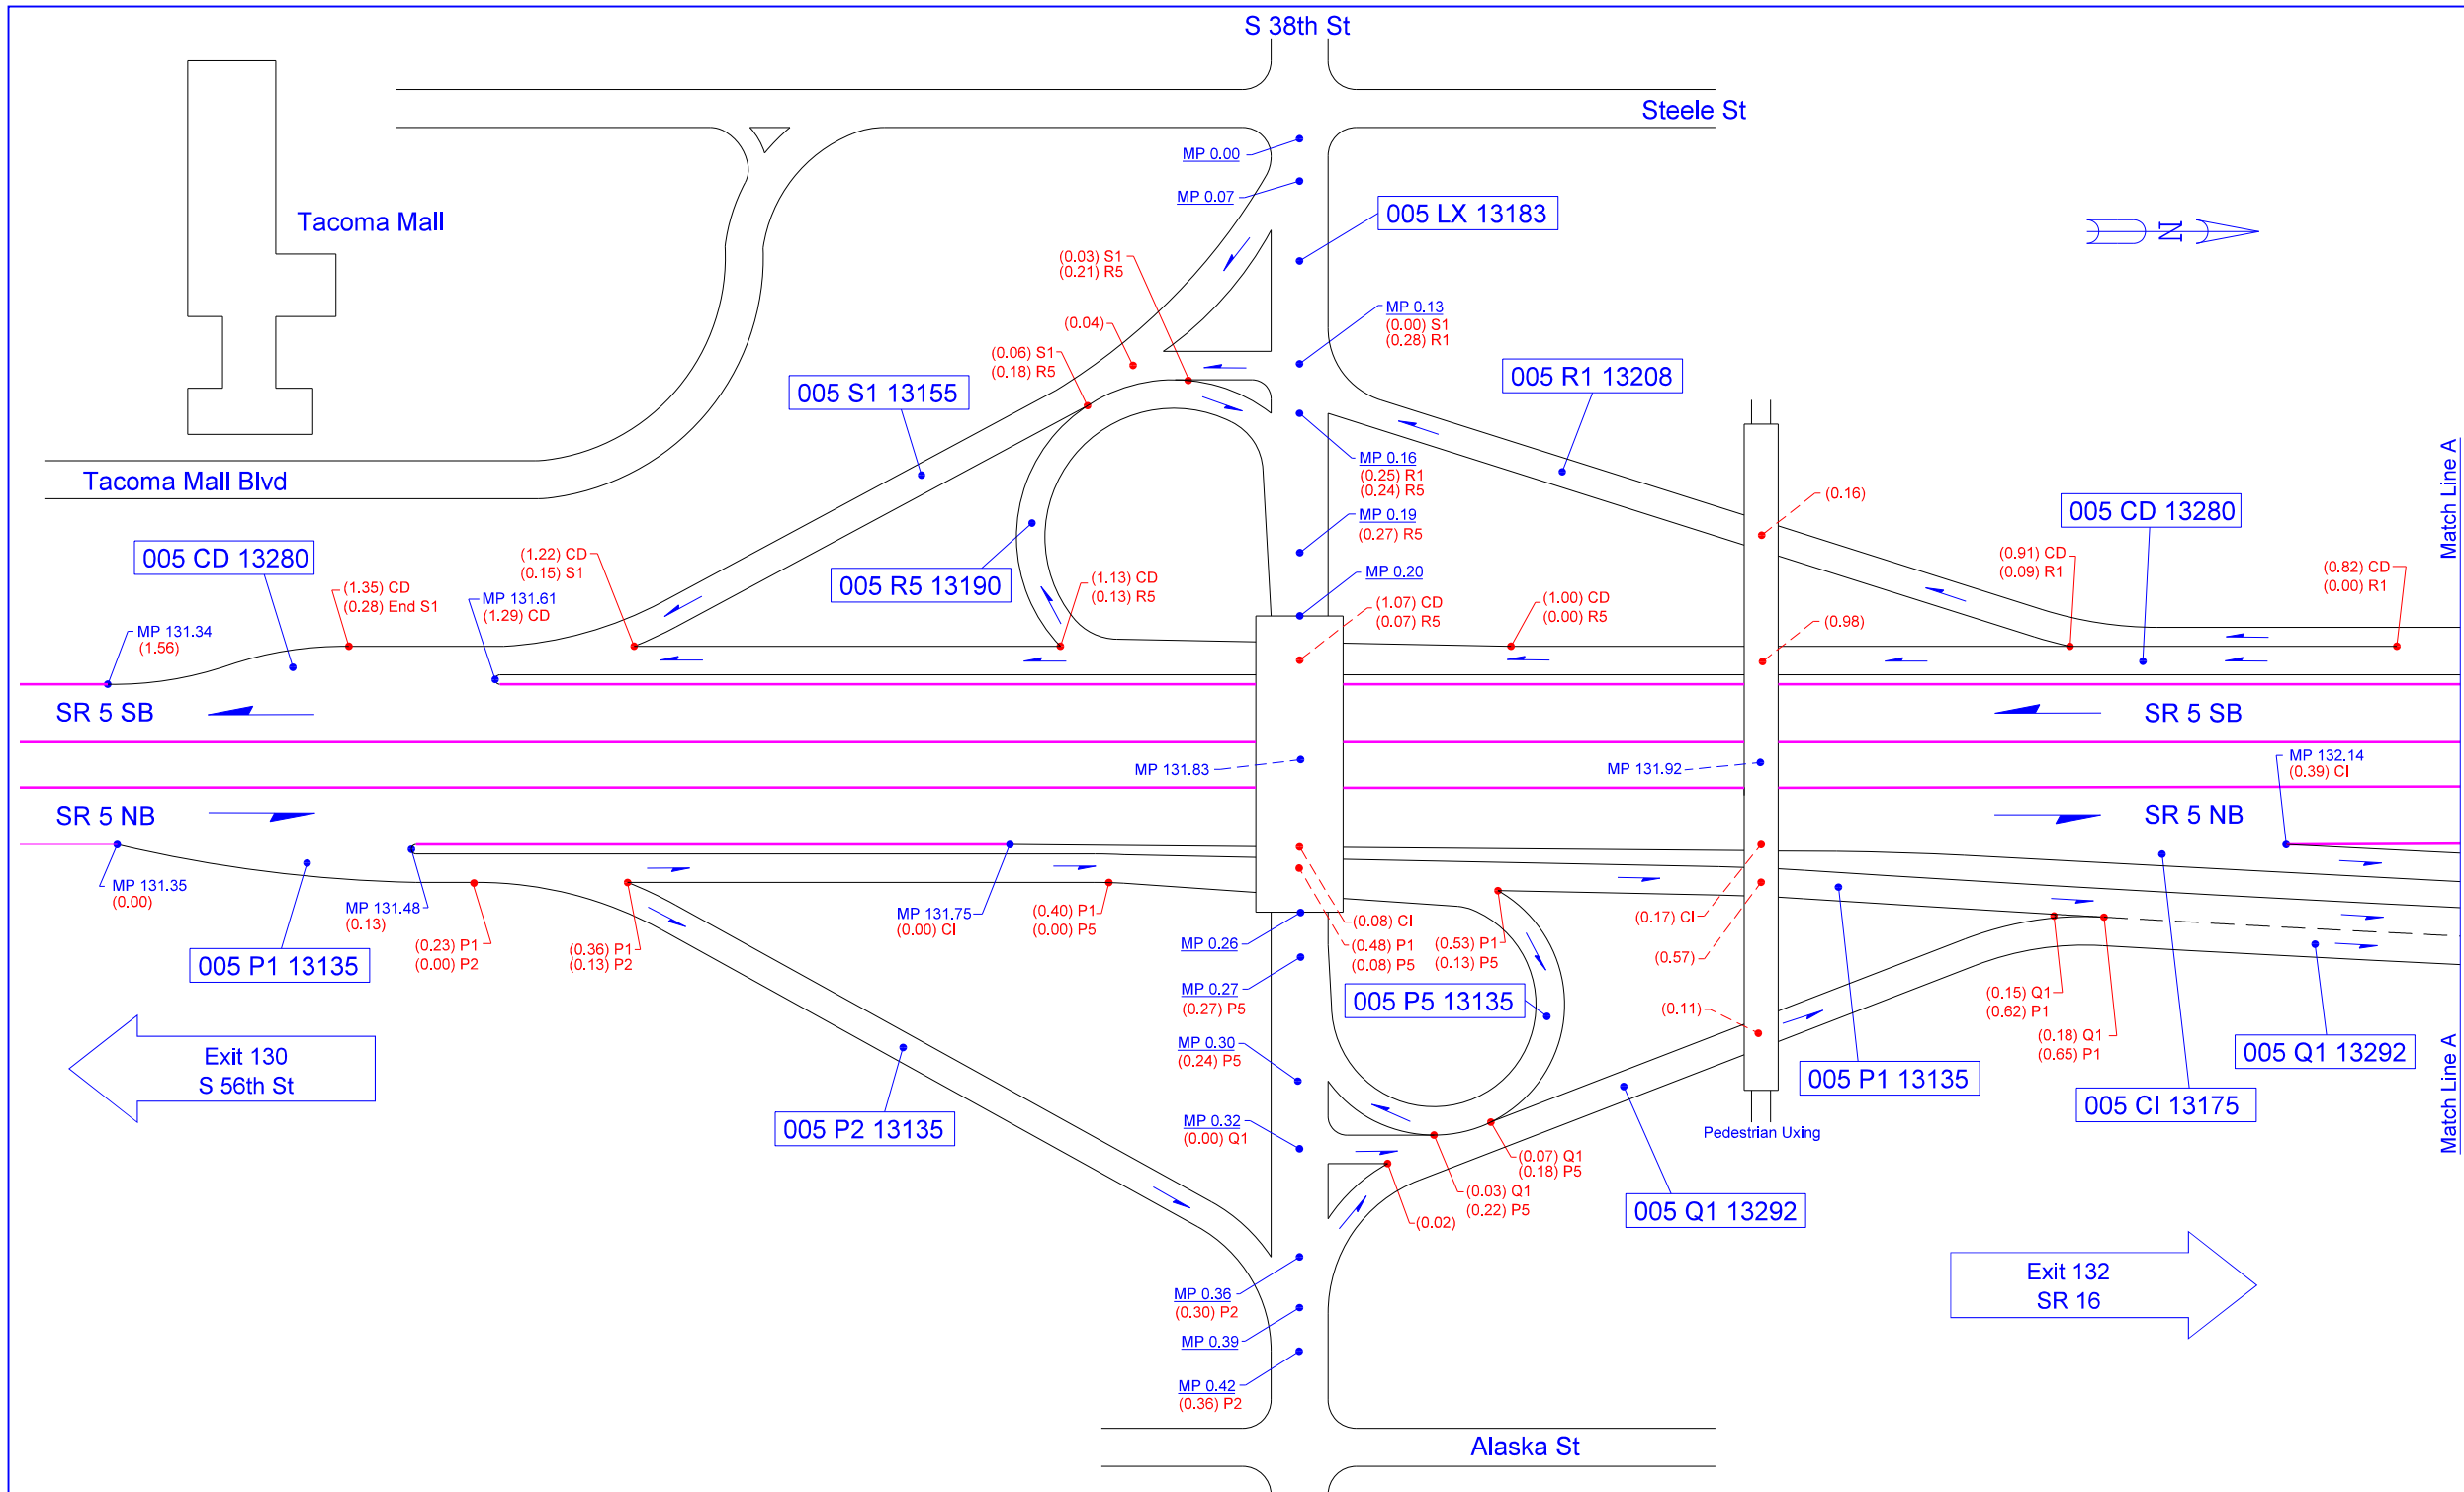 S 38th St
Steele St
MP 0.00
MP 0.07
005 LX 13183
Tacoma Mall
N
(0.03) S1
(0.21) R5
MP 0.13
(0.00) S1
(0.28) R1
(0.04)
(0.06) S1
(0.18) R5
005 S1 13155
005 R1 13208
Tacoma Mall Blvd
MP 0.16
(0.25) R1
(0.24) R5
(0.16)
Match Line A
005 CD 13280
MP 0.19
(0.27) R5
005 CD 13280
(1.22) CD
(0.15) S1
005 R5 13190
(1.13) CD
(0.13) R5
MP 0.20
(0.91) CD
(0.09) R1
(0.82) CD
(0.00) R1
(1.35) CD
(0.28) End S1
MP 131.61
(1.29) CD
(1.07) CD
(0.07) R5
(1.00) CD
(0.00) R5
(0.98)
MP 131.34
(1.56)
SR 5 SB
SR 5 SB
MP 131.83
MP 131.92
MP 132.14
(0.39) CI
SR 5 NB
SR 5 NB
MP 131.35
(0.00)
MP 131.48
(0.13)
MP 131.75
(0.00) CI
(0.40) P1
(0.00) P5
(0.08) CI
(0.17) CI
(0.23) P1
(0.00) P2
(0.36) P1
(0.13) P2
MP 0.26
(0.48) P1
(0.08) P5
(0.53) P1
(0.13) P5
(0.57)
005 P1 13135
MP 0.27
(0.27) P5
005 P5 13135
(0.11)
(0.15) Q1
(0.62) P1
(0.18) Q1
(0.65) P1
005 Q1 13292
Match Line A
Exit 130
S 56th St
MP 0.30
(0.24) P5
005 P1 13135
005 CI 13175
005 P2 13135
MP 0.32
(0.00) Q1
Pedestrian Uxing
(0.07) Q1
(0.18) P5
(0.03) Q1
(0.22) P5
005 Q1 13292
(0.02)
Exit 132
SR 16
MP 0.36
(0.30) P2
MP 0.39
MP 0.42
(0.36) P2
Alaska St